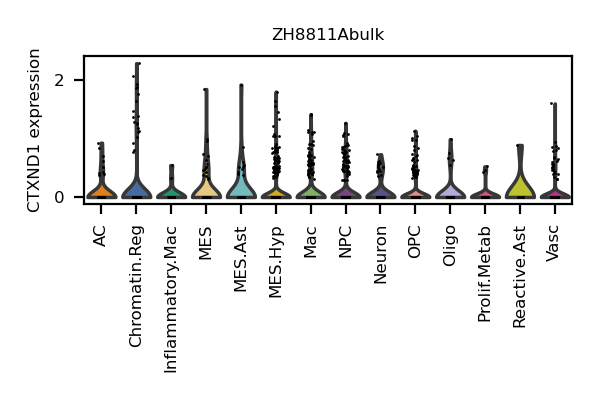 ZH8811Abulk
CTXND1 expression
2
0
AC
Chromatin.Reg
Inflammatory.Mac
MES
MES.Ast
MES.Hyp
Mac
NPC
Neuron
OPC
Oligo
Prolif.Metab
Reactive.Ast
Vasc